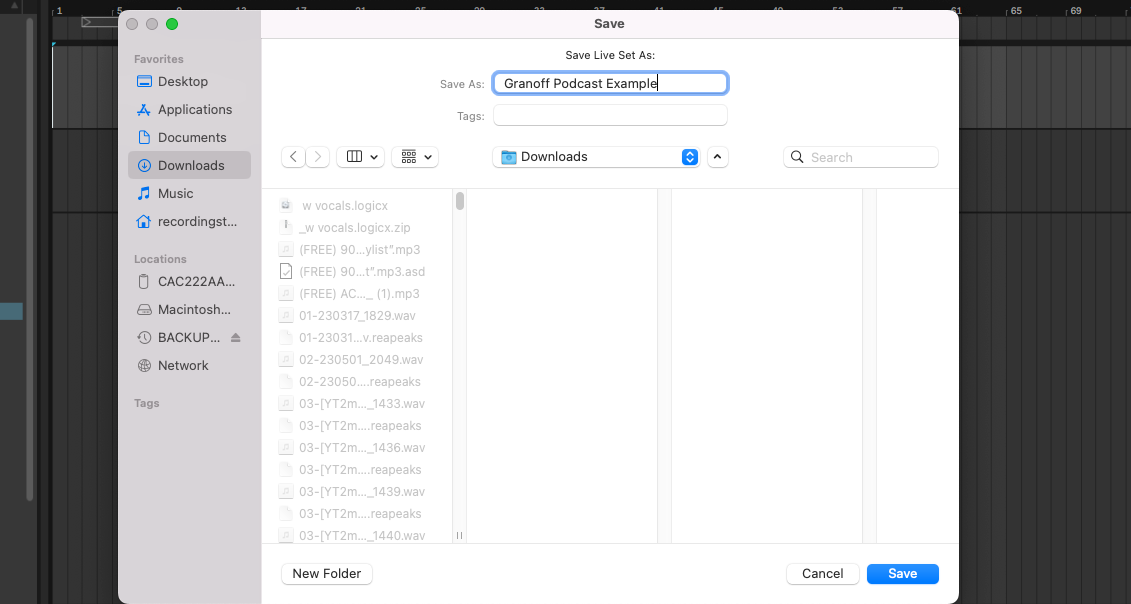 1 5 9 13 17 21 25 29 33 37 41 45 49 53 57 61 65 69
Save
Save Live Set As:
Save As: Granoff Podcast Example
Tags:
Downloads
Search
Favorites
Desktop
Applications
Documents
Downloads
Music
recordingst...
Locations
CAC222AA...
Macintosh...
BACKUP...
Network
Tags
w vocals.logicx
_w vocals.logicx.zip
(FREE) 90...ylist”.mp3
(FREE) 90...t”.mp3.asd
(FREE) AC..._ (1).mp3
01-230317_1829.wav
01-23031...v.reapeaks
02-230501_2049.wav
02-23050....reapeaks
03-[YT2m..._1433.wav
03-[YT2m....reapeaks
03-[YT2m..._1436.wav
03-[YT2m....reapeaks
03-[YT2m..._1439.wav
03-[YT2m....reapeaks
03-[YT2m..._1440.wav
New Folder
Cancel
Save